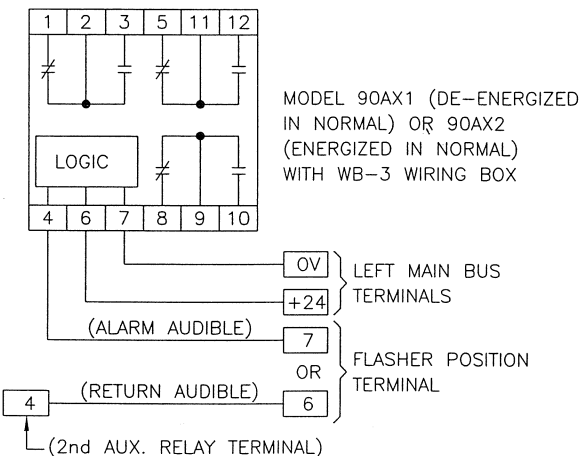 1 2 3 5 11 12
LOGIC
4 6 7 8 9 10
MODEL 90AX1 (DE-ENERGIZED
IN NORMAL) OR 90AX2
(ENERGIZED IN NORMAL)
WITH WB-3 WIRING BOX
0V
+24
LEFT MAIN BUS
TERMINALS
(ALARM AUDIBLE)
7
OR
6
FLASHER POSITION
TERMINAL
(RETURN AUDIBLE)
4
(2nd AUX. RELAY TERMINAL)